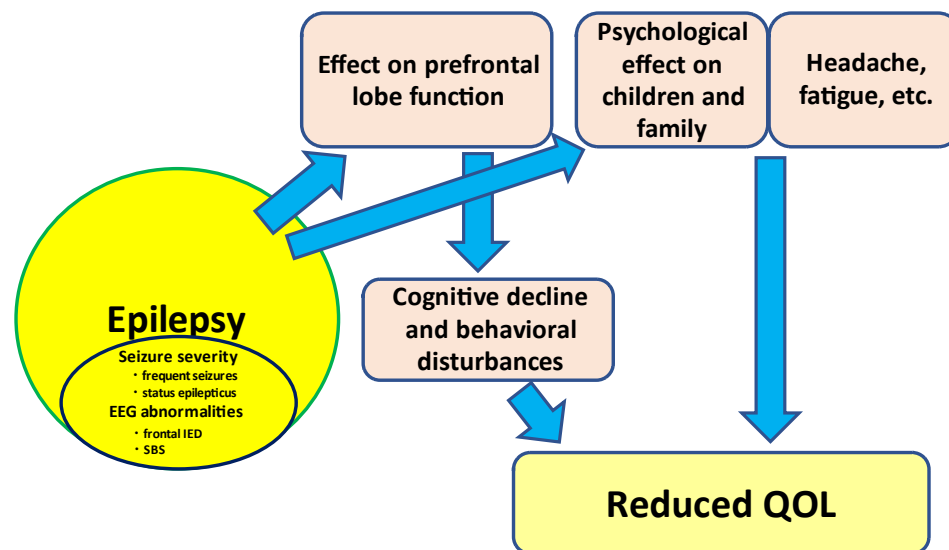 Effect on prefrontal
lobe function
Psychological
effect on
children and
family
Headache,
fatigue, etc.
Epilepsy
Seizure severity
・frequent seizures
・status epilepticus
EEG abnormalities
・frontal IED
・SBS
Cognitive decline
and behavioral
disturbances
Reduced QOL